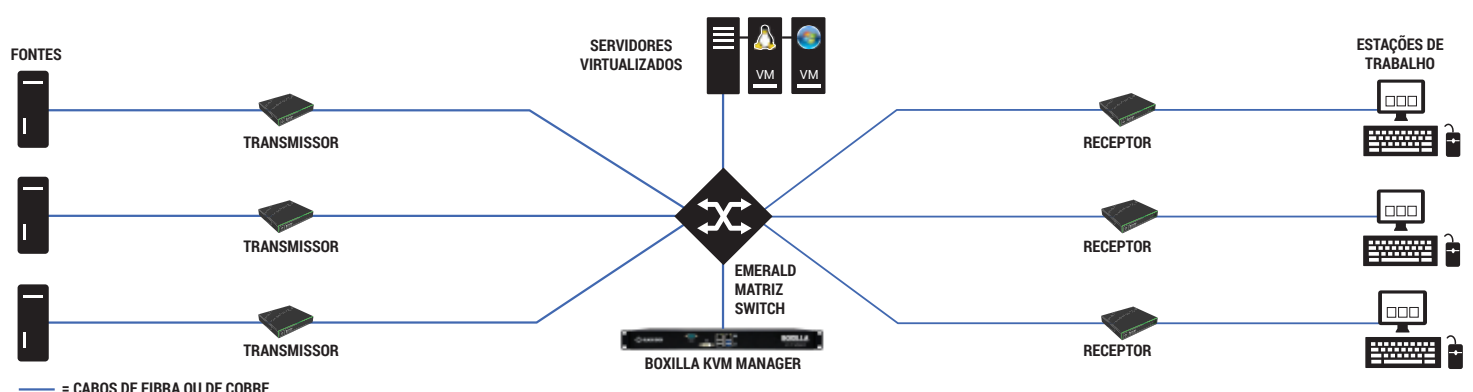 FONTES
SERVIDORES
VIRTUALIZADOS
VM
VM
ESTAÇÕES DE
TRABALHO
TRANSMISSOR
RECEPTOR
TRANSMISSOR
RECEPTOR
EMERALD
MATRIZ
SWITCH
TRANSMISSOR
RECEPTOR
BOXILLA
BOXILLA KVM MANAGER
= CABOS DE FIBRA OU DE COBRE